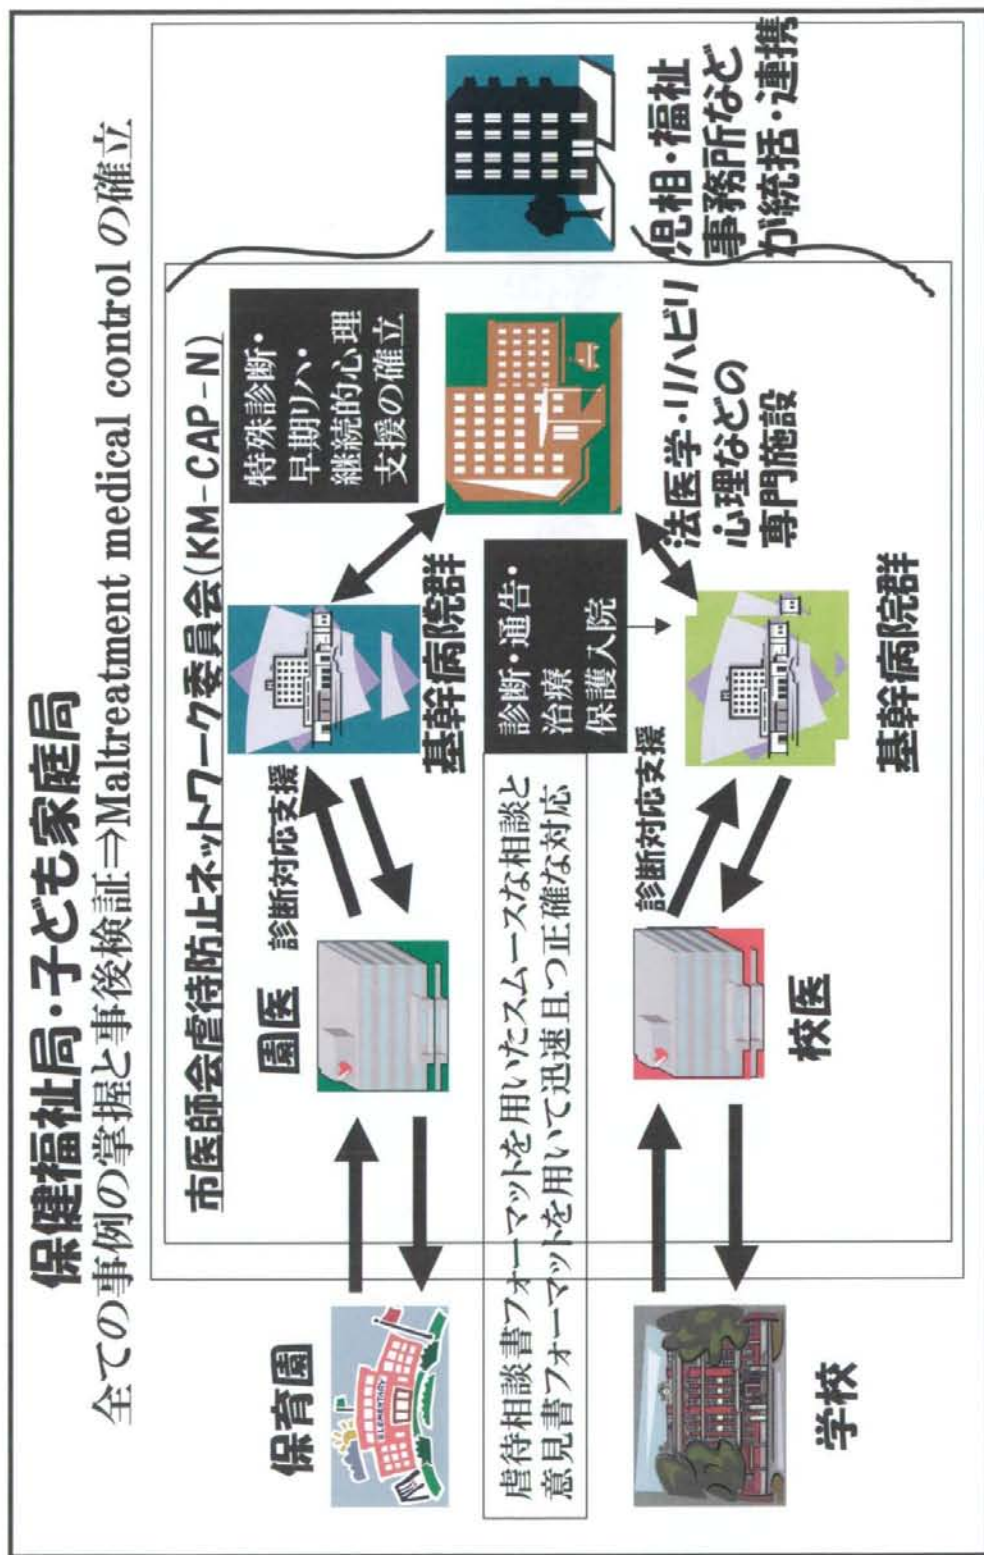 保健福祉局・子ども家庭局
全ての事例の掌握と事後検証⇒Maltreatment medical control の確立
市医師会虐待防止ネットワーク委員会(KM-CAP-N)
保育園
ELEMENTARY
園医
診断対応支援
基幹病院群
特殊診断・
早期リハ・
継続的心理
支援の確立
虐待相談書フォーマットを用いたスムースな相談と
意見書フォーマットを用いて迅速且つ正確な対応
診断・通告・
治療
保護入院
法医学・リハビリ
心理などの
専門施設
児相・福祉
事務所など
が統括・連携
学校
校医
診断対応支援
基幹病院群